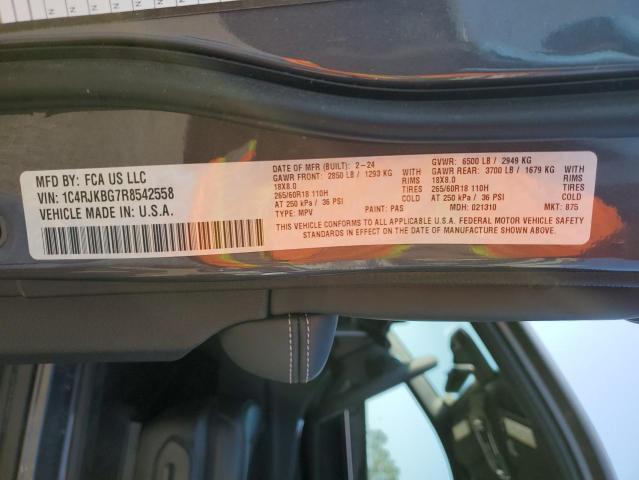 MFD BY: FCA US LLC
VIN: 1C4RJKBG7R8542558
VEHICLE MADE IN U.S.A.
DATE OF MFR (BUILT): 2-24 GVWR: 6500 LB / 2949 KG
GAWR FRONT: 2850 LB / 1293 KG WITH GAWR REAR: 3700 LB / 1679 KG WITH
18X8.0 RIMS 18X8.0 RIMS
265/60R18 110H TIRES 265/60R18 110H TIRES
AT 250 kPa / 36 PSI COLD AT 250 kPa / 36 PSI COLD
TYPE: MPV PAINT: PAS MDH: 021310 MKT: 875
THIS VEHICLE CONFORMS TO ALL APPLICABLE U.S.A. FEDERAL MOTOR VEHICLE SAFETY
STANDARDS IN EFFECT ON THE DATE OF MANUFACTURE SHOWN ABOVE.